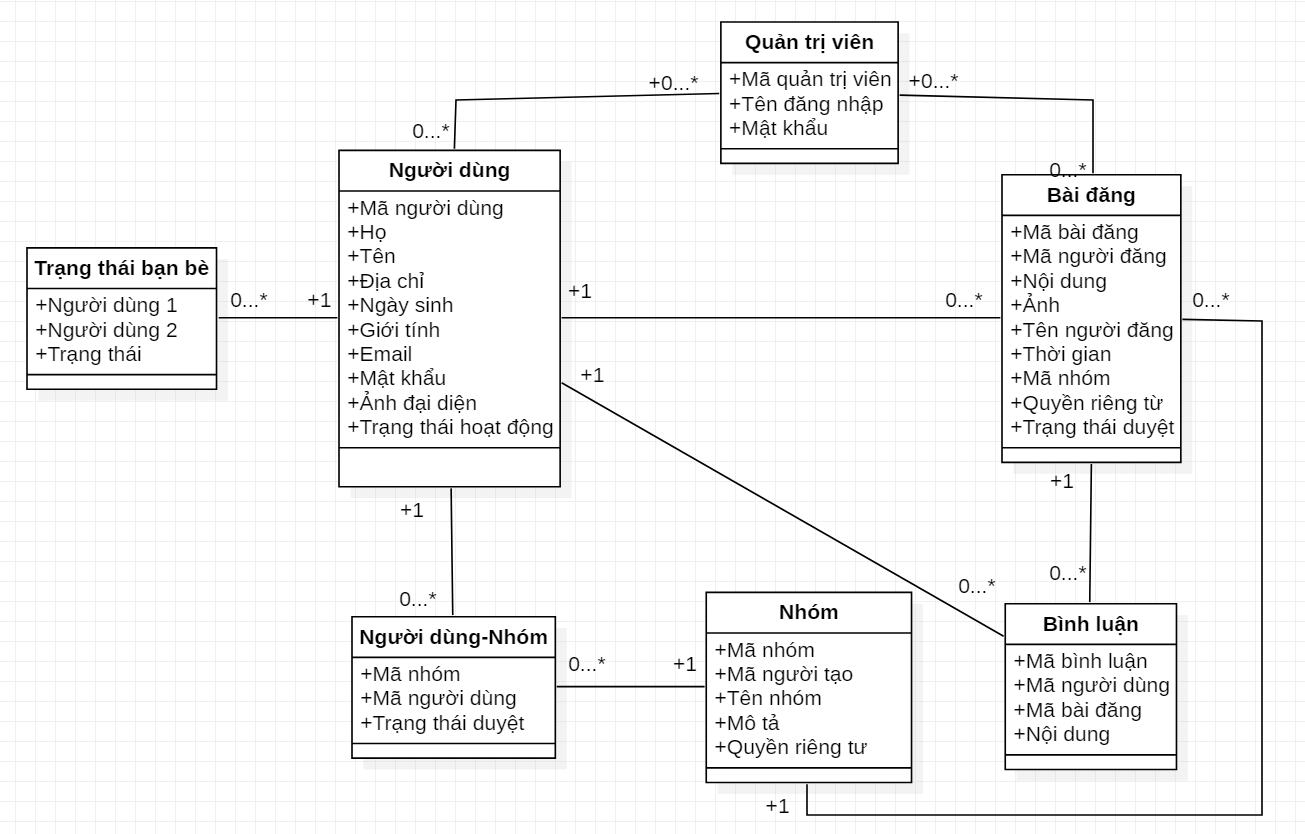 Quản trị viên
+Mã quản trị viên
+Tên đăng nhập
+Mật khẩu
+0...*
+0...*
0...*
0...*
Người dùng
+Mã người dùng
+Họ
+Tên
+Địa chỉ
+Ngày sinh
+Giới tính
+Email
+Mật khẩu
+Ảnh đại diện
+Trạng thái hoạt động
Bài đăng
+Mã bài đăng
+Mã người đăng
+Nội dung
+Ảnh
+Tên người đăng
+Thời gian
+Mã nhóm
+Quyền riêng từ
+Trạng thái duyệt
Trạng thái bạn bè
+Người dùng 1
+Người dùng 2
+Trạng thái
0...*
+1
+1
0...*
0...*
+1
+1
+1
0...*
0...*
0...*
Người dùng-Nhóm
+Mã nhóm
+Mã người dùng
+Trạng thái duyệt
0...*
+1
Nhóm
+Mã nhóm
+Mã người tạo
+Tên nhóm
+Mô tả
+Quyền riêng tư
Bình luận
+Mã bình luận
+Mã người dùng
+Mã bài đăng
+Nội dung
+1